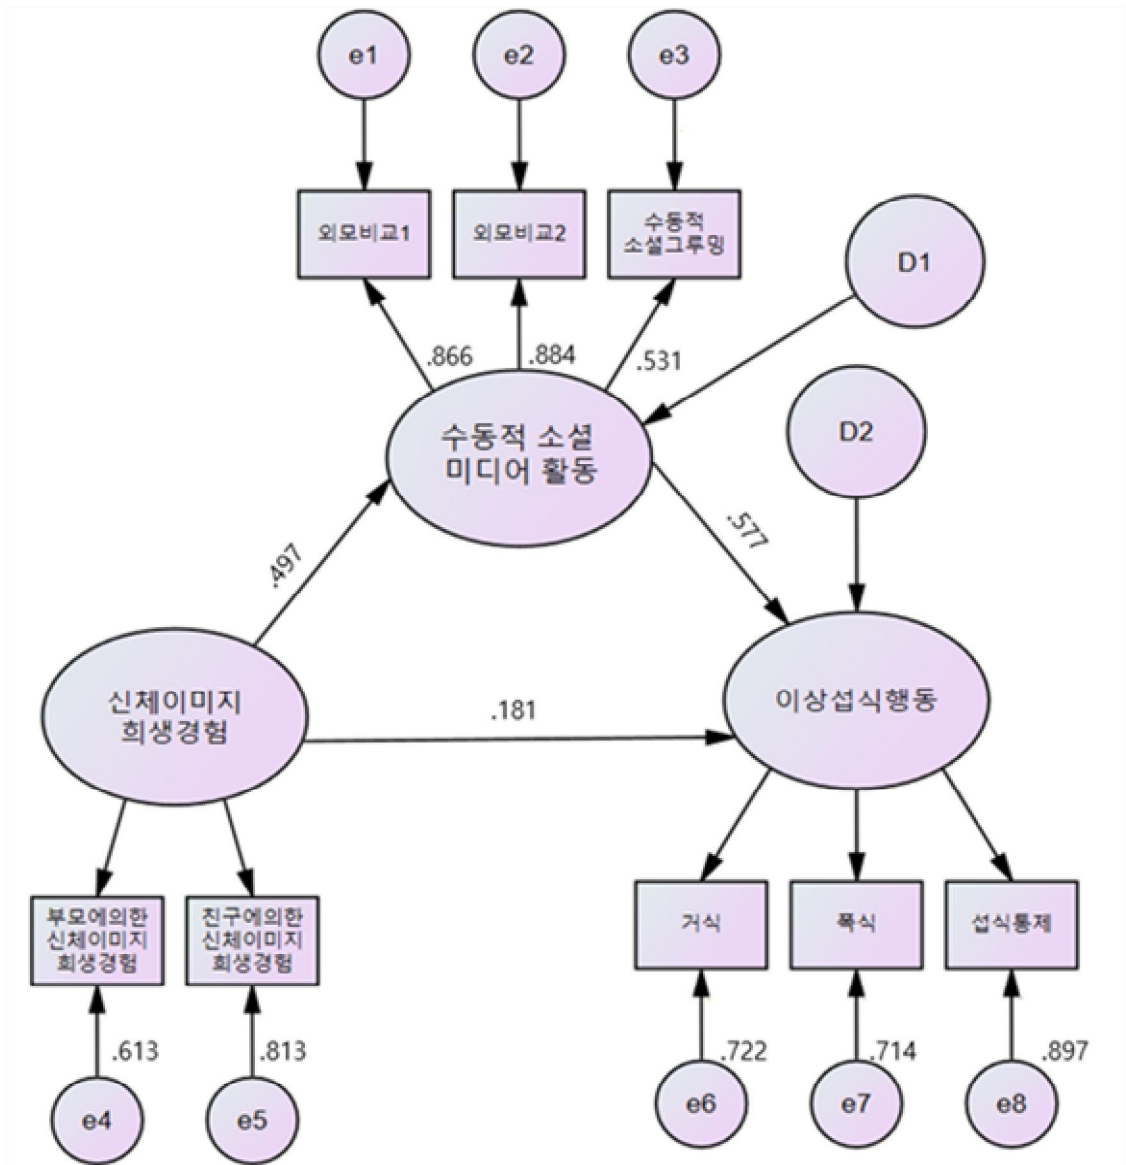 e1
e2
e3
외모비교1
외모비교2
수동적
소셜그루밍
D1
.866
.884
.531
D2
수동적 소셜
미디어 활동
.497
.577
신체이미지
희생경험
.181
이상섭식행동
부모에의한
신체이미지
희생경험
친구에의한
신체이미지
희생경험
거식
폭식
섭식통제
.613
.813
.722
.714
.897
e4
e5
e6
e7
e8